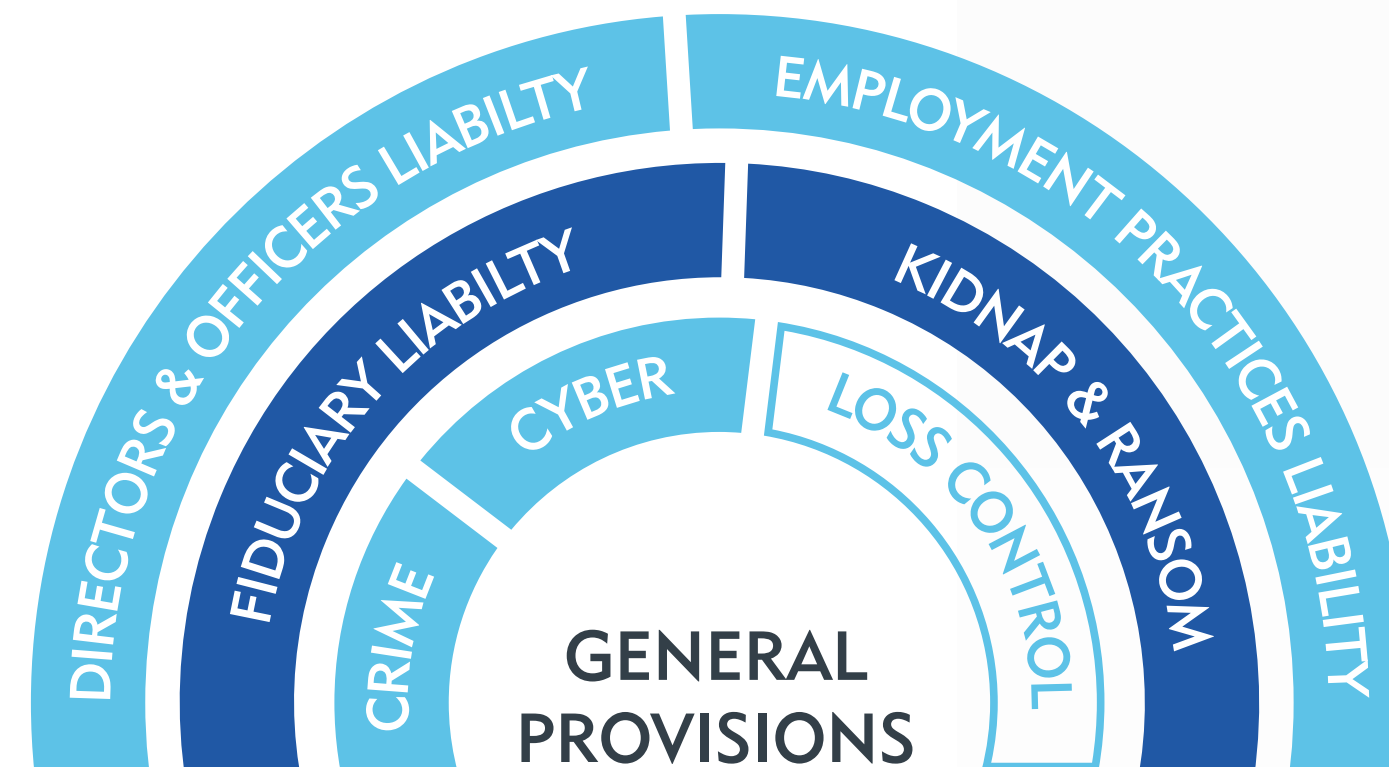 DIRECTORS & OFFICERS LIABILTY
EMPLOYMENT PRACTICES LIABILITY
FIDUCIARY LIABILTY
KIDNAP & RANSOM
CRIME
CYBER
LOSS CONTROL
GENERAL
PROVISIONS